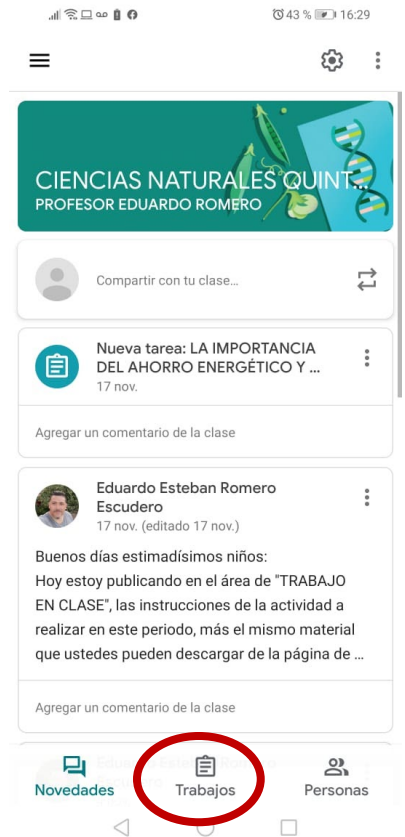 43 % 16:29
CIENCIAS NATURALES QUINT...
PROFESOR EDUARDO ROMERO
Compartir con tu clase...
Nueva tarea: LA IMPORTANCIA
DEL AHORRO ENERGÉTICO Y ...
17 nov.
Agregar un comentario de la clase
Eduardo Esteban Romero
Escudero
17 nov. (editado 17 nov.)
Buenos días estimadísimos niños:
Hoy estoy publicando en el área de "TRABAJO
EN CLASE", las instrucciones de la actividad a
realizar en este periodo, más el mismo material
que ustedes pueden descargar de la página de ...
Agregar un comentario de la clase
Novedades
Trabajos
Personas